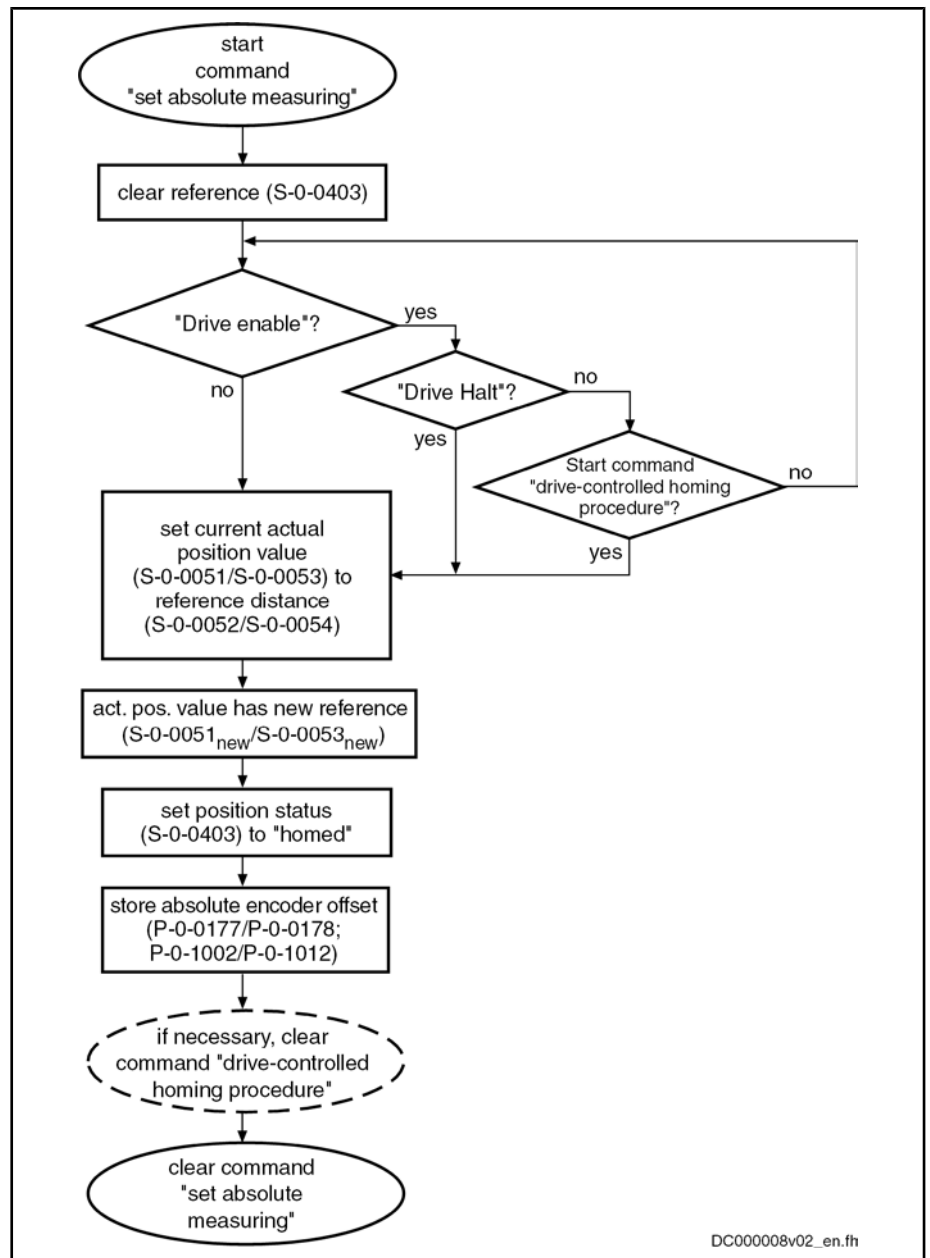 start
command
"set absolute measuring"
clear reference (S-0-0403)
"Drive enable"?
yes
no
"Drive Halt"?
no
yes
Start command
"drive-controlled homing
procedure"?
no
yes
set current actual
position value
(S-0-0051/S-0-0053) to
reference distance
(S-0-0052/S-0-0054)
act. pos. value has new reference
(S-0-0051new/S-0-0053new)
set position status
(S-0-0403) to "homed"
store absolute encoder offset
(P-0-0177/P-0-0178;
P-0-1002/P-0-1012)
if necessary, clear
command "drive-controlled
homing procedure"
clear command
"set absolute
measuring"
DC000008v02_en.fh